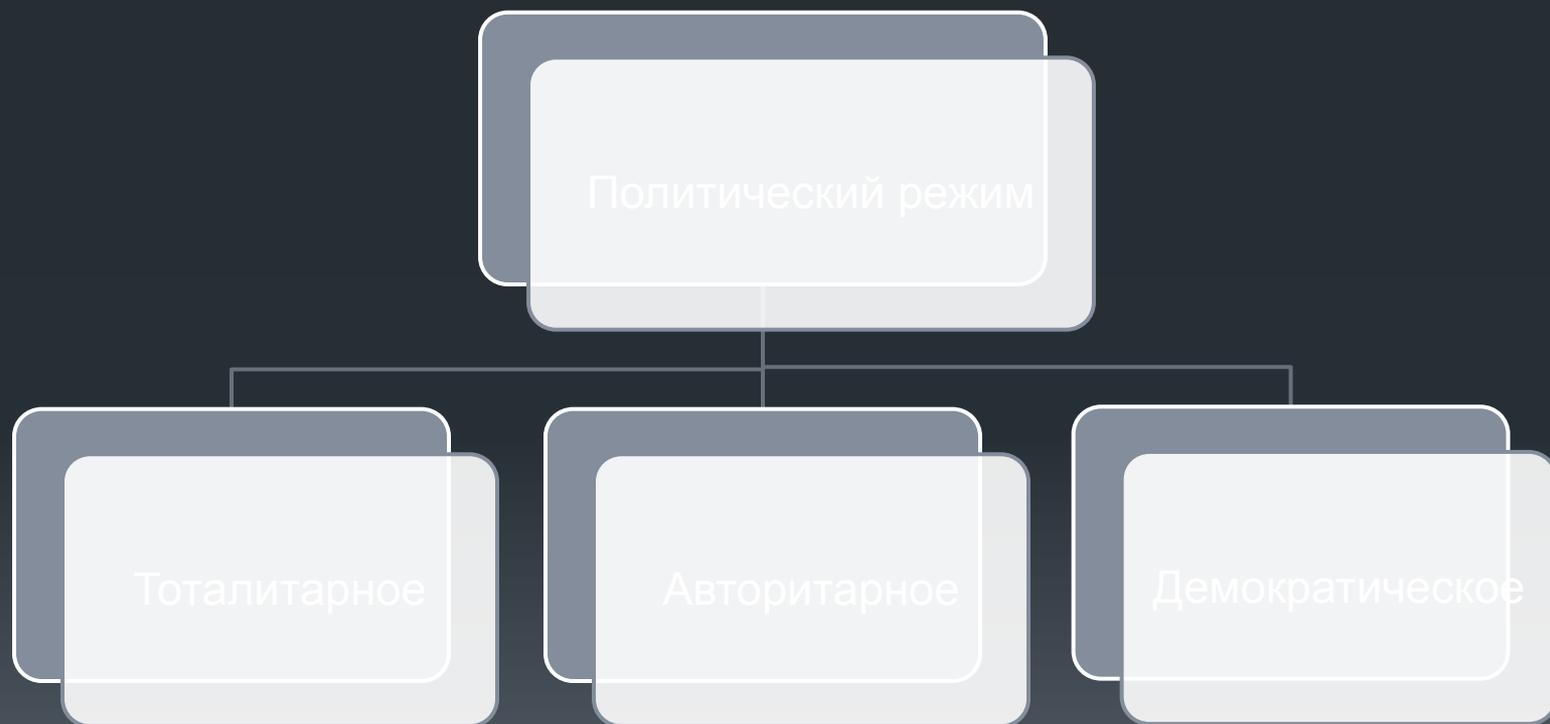 Политический режим
Тоталитарное
Авторитарное
Демократическое